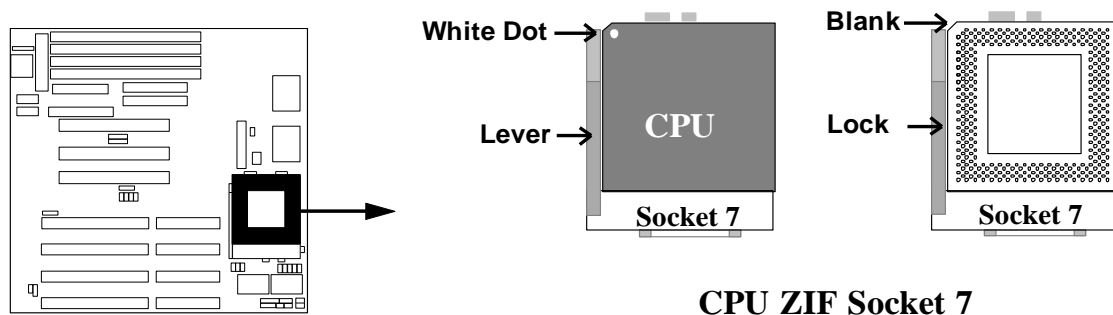 White Dot
Lever
CPU
Socket 7
Blank
Lock
Socket 7
CPU ZIF Socket 7